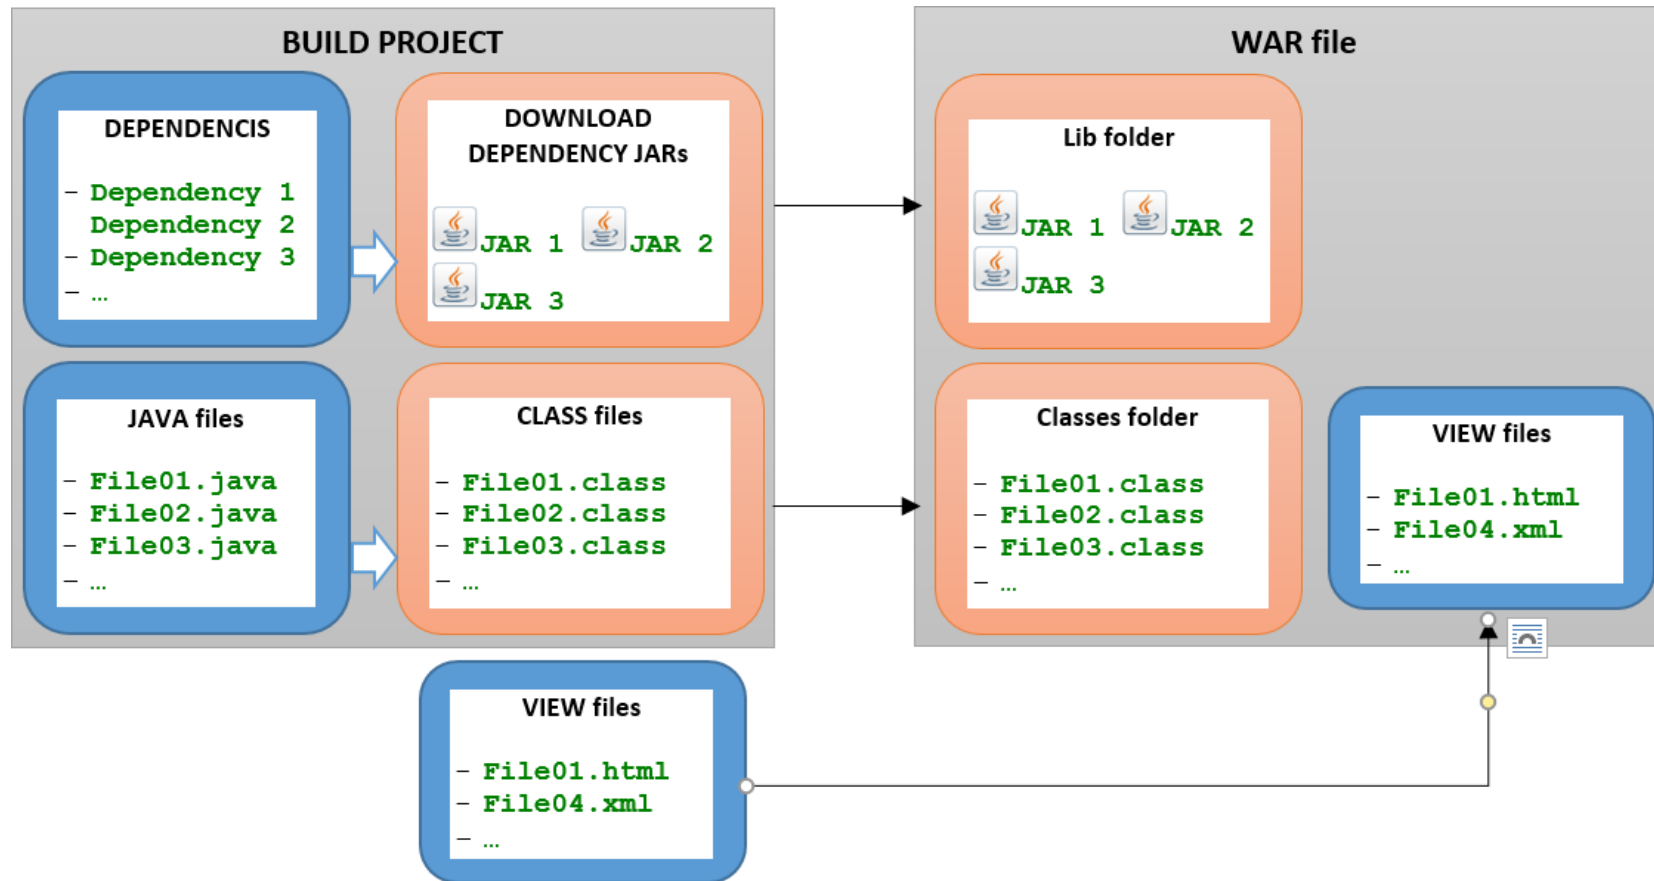 BUILD PROJECT
DEPENDENCIS
- Dependency 1
Dependency 2
- Dependency 3
- ...
DOWNLOAD
DEPENDENCY JARs
JAR 1 JAR 2
JAR 3
JAVA files
- File01.java
- File02.java
- File03.java
- ...
CLASS files
- File01.class
- File02.class
- File03.class
- ...
WAR file
Lib folder
JAR 1 JAR 2
JAR 3
Classes folder
- File01.class
- File02.class
- File03.class
- ...
VIEW files
- File01.html
- File04.xml
- ...
VIEW files
- File01.html
- File04.xml
- ...